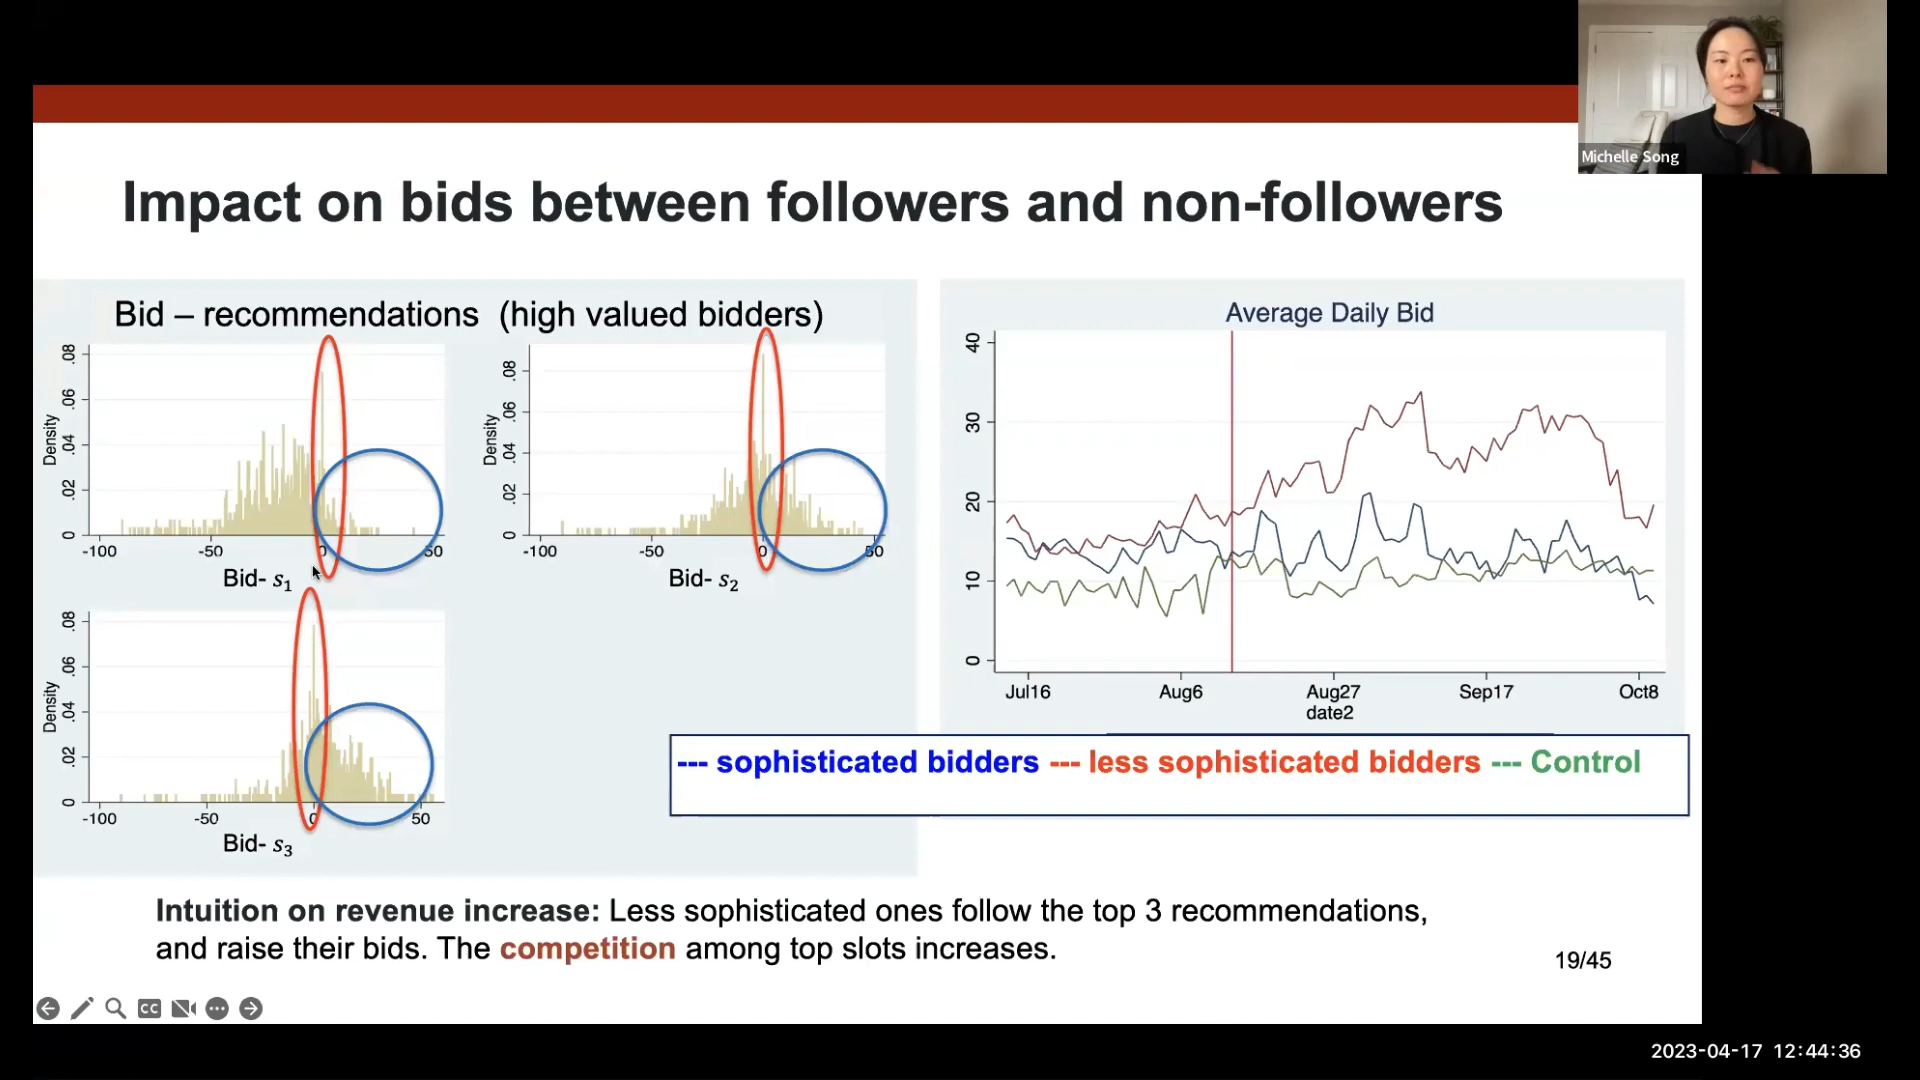 Michelle Song
Impact on bids between followers and non-followers
Bid – recommendations (high valued bidders)
Density
.08
.06
.04
.02
0
-100
-50
0
50
Bid- s₁
Density
.08
.06
.04
.02
0
-100
-50
0
50
Bid- s₂
Density
.08
.06
.04
.02
0
-100
-50
0
50
Bid- s₃
Average Daily Bid
40
30
20
10
0
Jul16
Aug6
Aug27
Sep17
Oct8
date2
--- sophisticated bidders --- less sophisticated bidders --- Control
Intuition on revenue increase: Less sophisticated ones follow the top 3 recommendations,
and raise their bids. The competition among top slots increases.
19/45
CC
2023-04-17 12:44:36